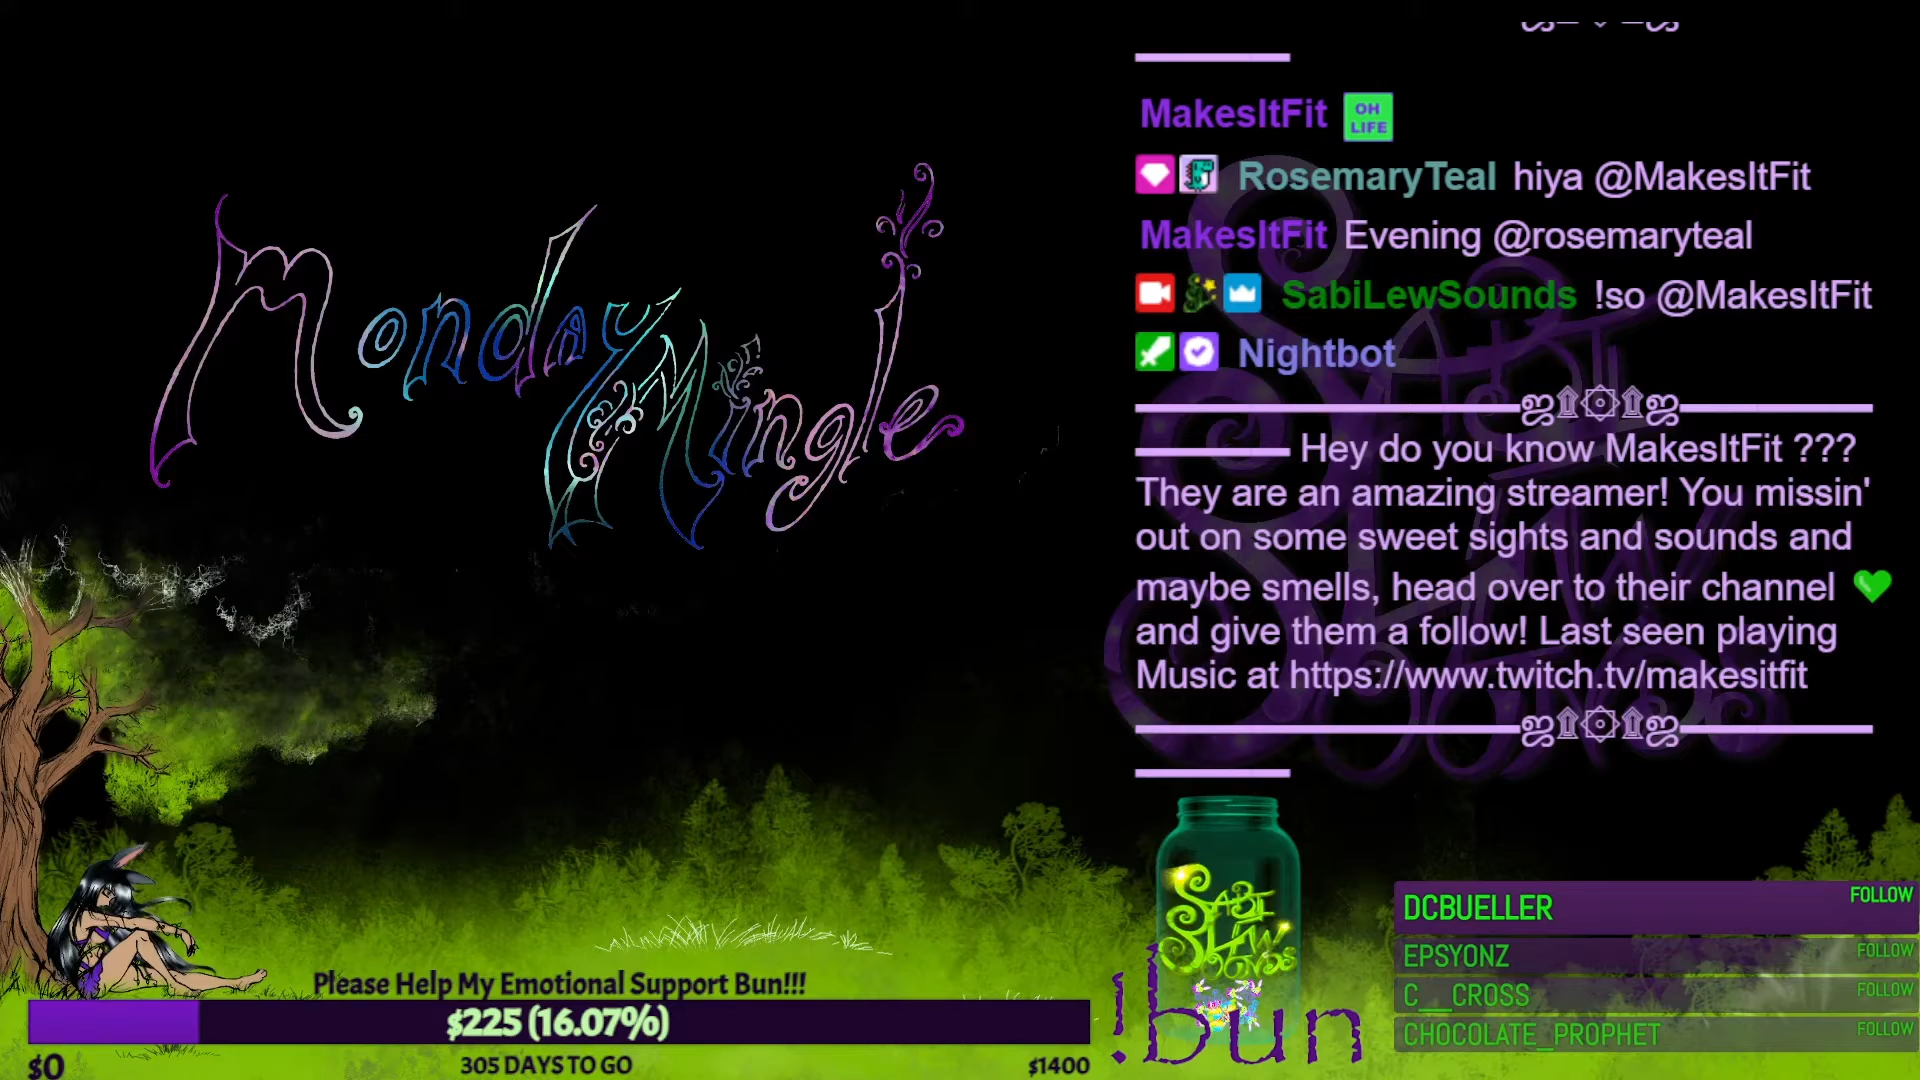 Monday
Mingle
MakesItFit OH LIFE
RosemaryTeal hiya @MakesItFit
MakesItFit Evening @rosemaryteal
SabiLewSounds !so @MakesItFit
Nightbot
Hey do you know MakesItFit ???
They are an amazing streamer! You missin'
out on some sweet sights and sounds and
maybe smells, head over to their channel 💚
and give them a follow! Last seen playing
Music at https://www.twitch.tv/makesitfit
SABI
LEW
SOUNDS
!bun
DCBUELLER FOLLOW
EPSYONZ FOLLOW
C__CROSS FOLLOW
CHOCOLATE_PROPHET FOLLOW
Please Help My Emotional Support Bun!!!
$225 (16.07%)
$0 305 DAYS TO GO $1400